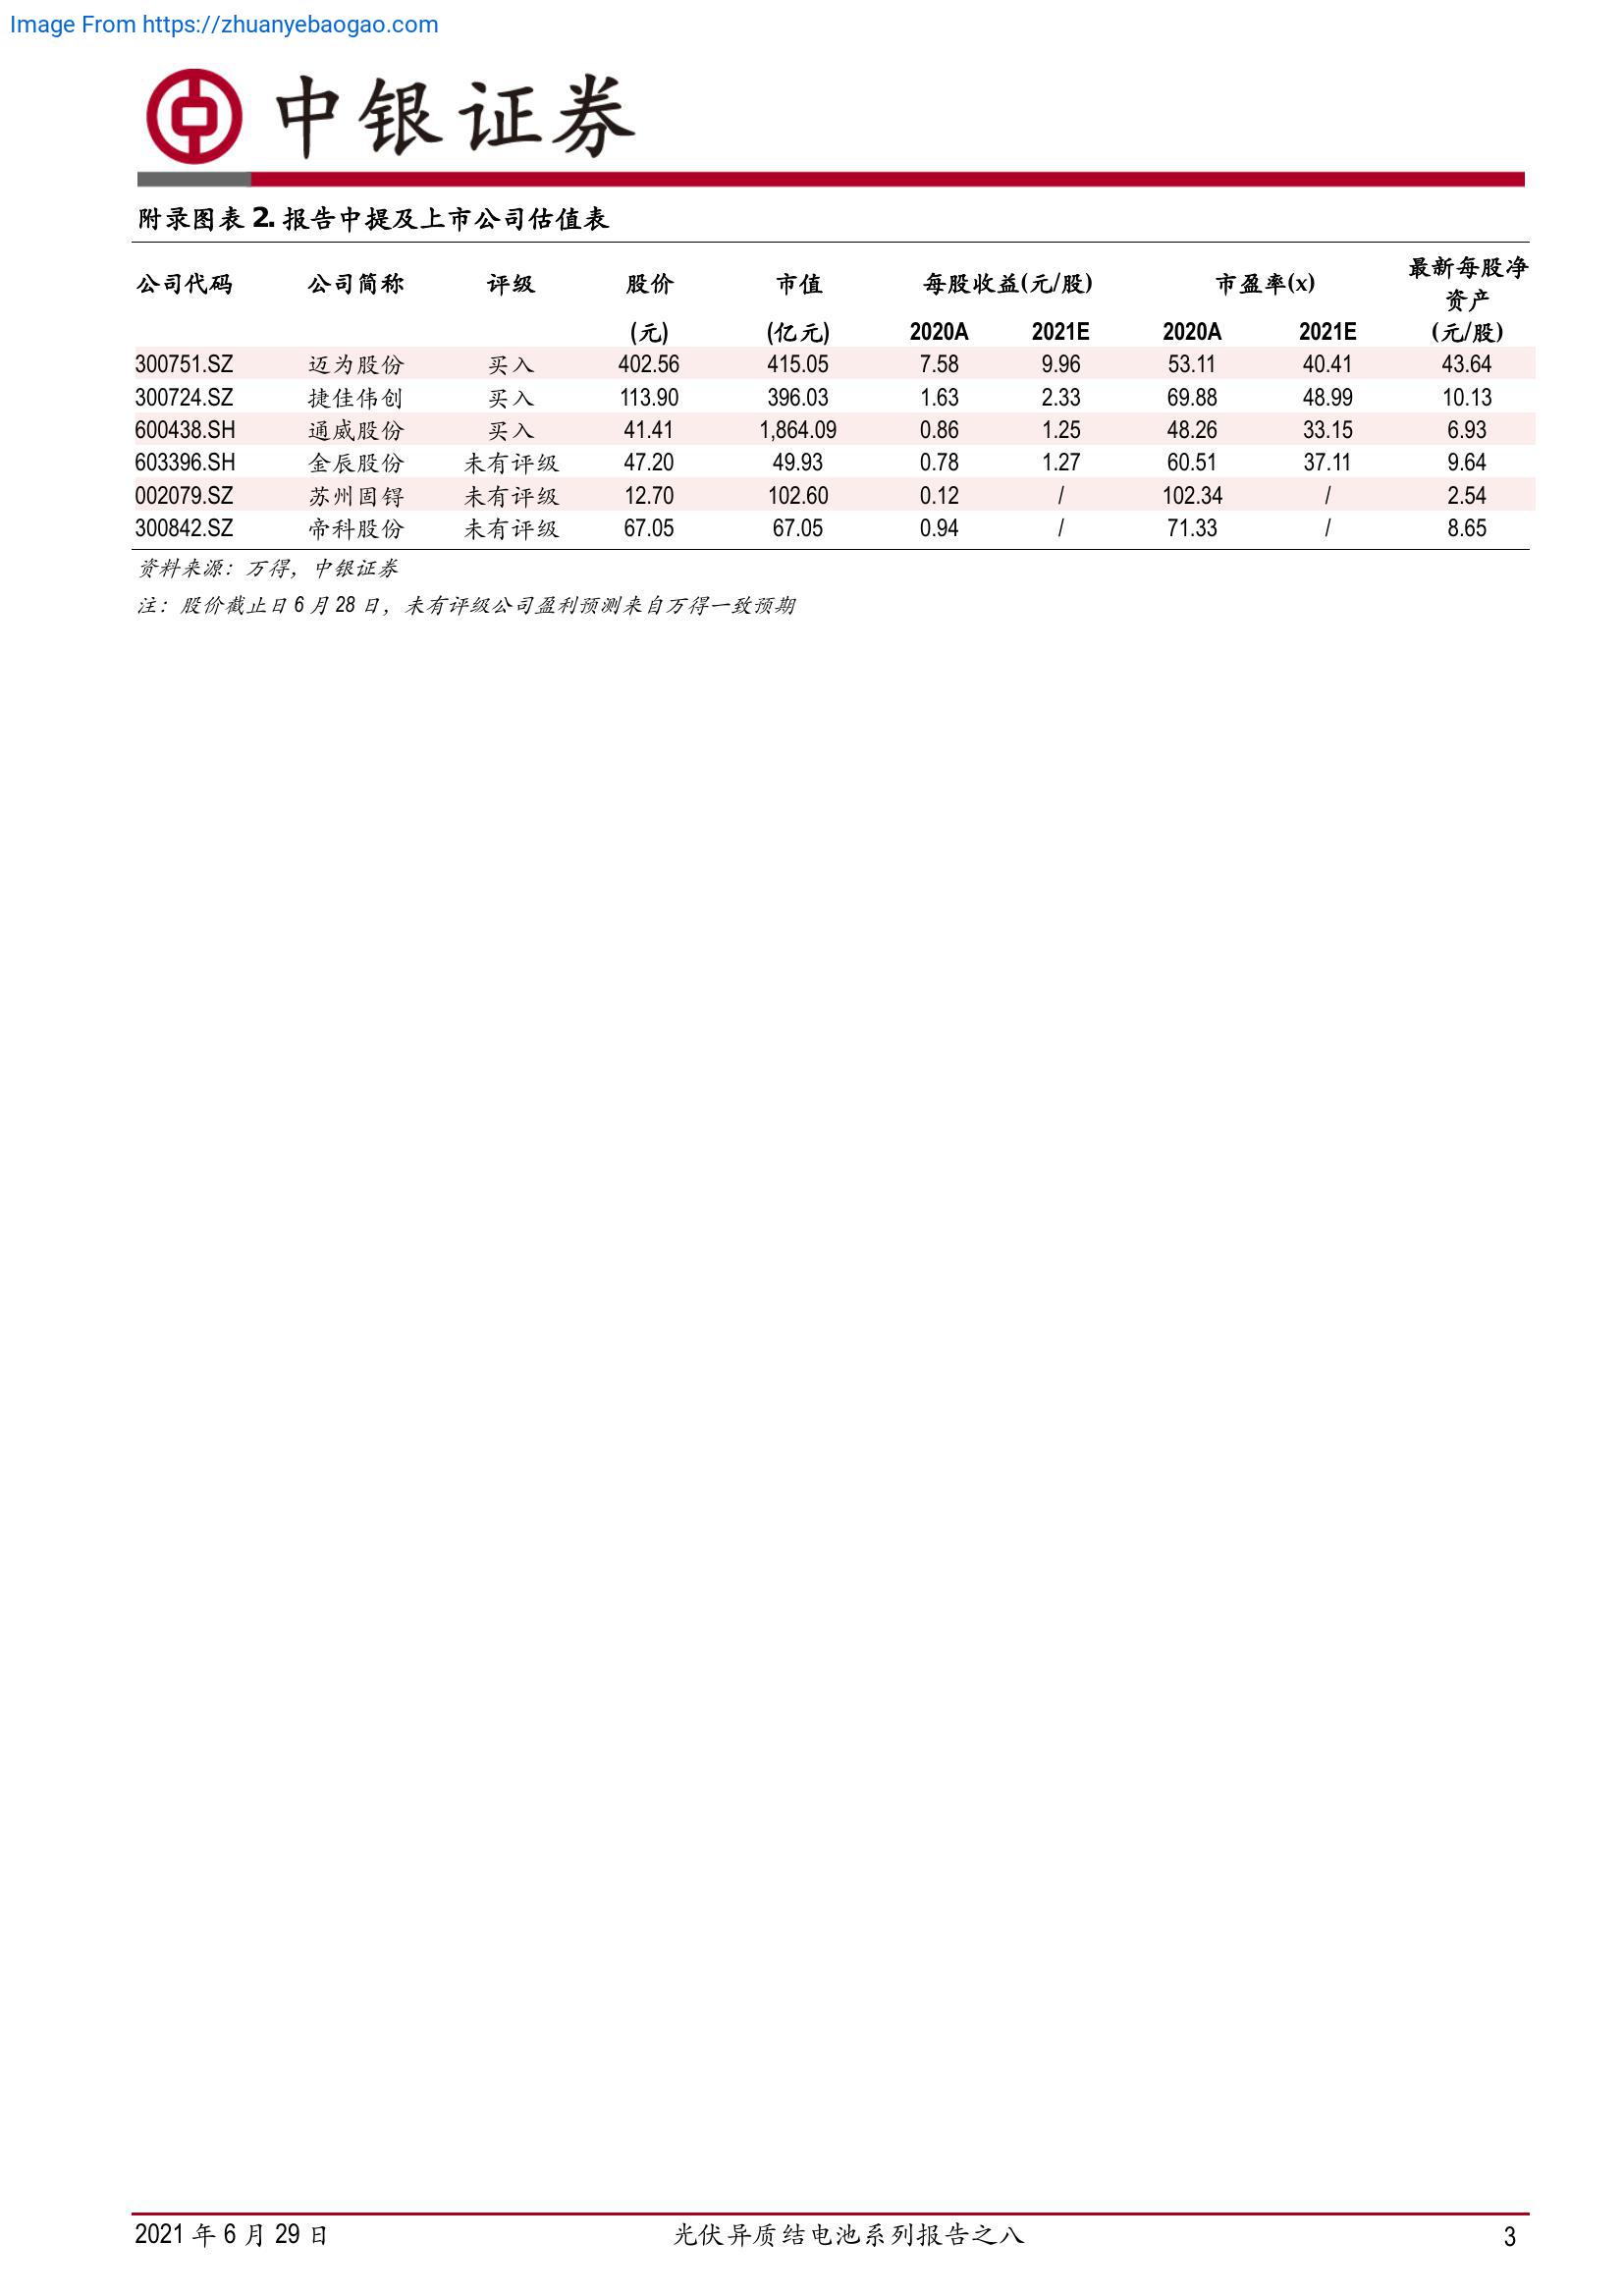 Image From https://zhuanyebaogao.com
中银证券
附录图表 2. 报告中提及上市公司估值表
公司代码 公司简称 评级 股价 市值 每股收益(元/股) 市盈率(x) 最新每股净资产
(元) (亿元) 2020A 2021E 2020A 2021E (元/股)
300751.SZ 迈为股份 买入 402.56 415.05 7.58 9.96 53.11 40.41 43.64
300724.SZ 捷佳伟创 买入 113.90 396.03 1.63 2.33 69.88 48.99 10.13
600438.SH 通威股份 买入 41.41 1,864.09 0.86 1.25 48.26 33.15 6.93
603396.SH 金辰股份 未有评级 47.20 49.93 0.78 1.27 60.51 37.11 9.64
002079.SZ 苏州固锝 未有评级 12.70 102.60 0.12 / 102.34 / 2.54
300842.SZ 帝科股份 未有评级 67.05 67.05 0.94 / 71.33 / 8.65
资料来源：万得，中银证券
注：股价截止日 6 月 28 日，未有评级公司盈利预测来自万得一致预期
2021 年 6 月 29 日 光伏异质结电池系列报告之八 3